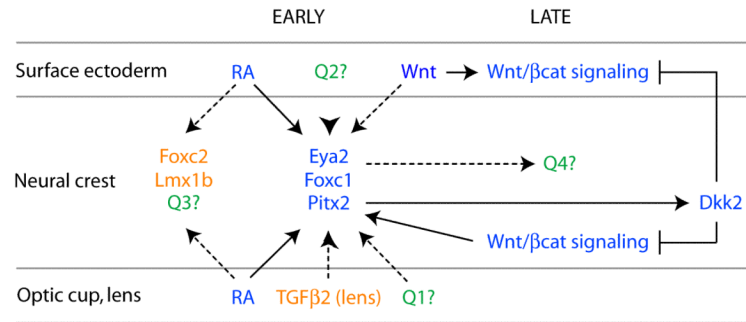 EARLY LATE
Surface ectoderm RA Q2? Wnt Wnt/βcat signaling
Foxc2 Eya2 Q4?
Neural crest Lmx1b Foxc1
Q3? Pitx2 Dkk2
Wnt/βcat signaling
Optic cup, lens RA TGFβ2 (lens) Q1?